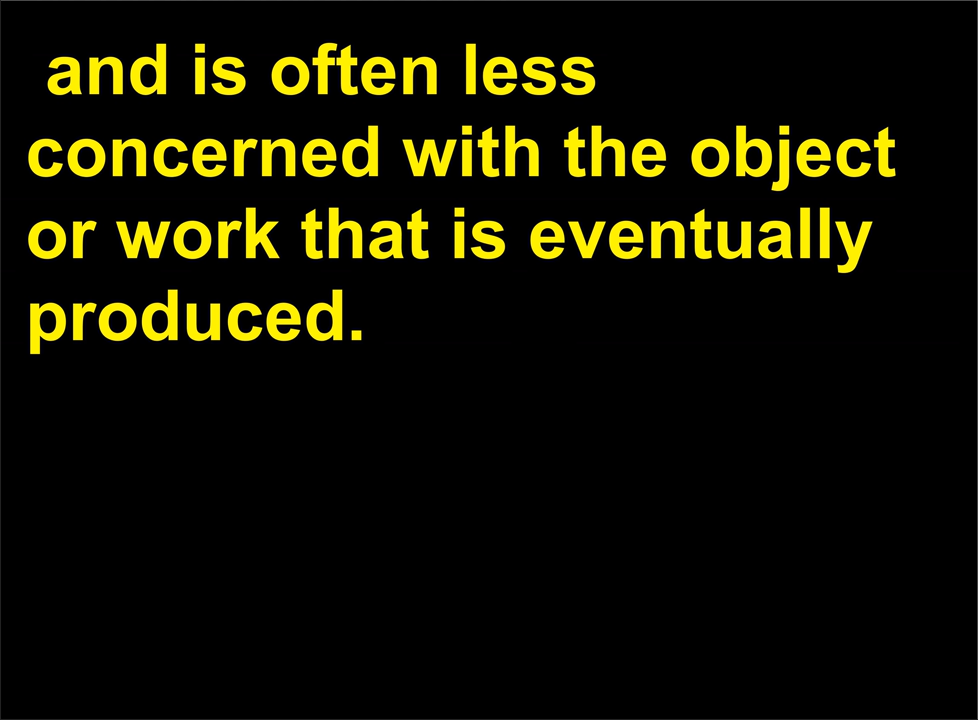 and is often less
concerned with the object
or work that is eventually
produced.